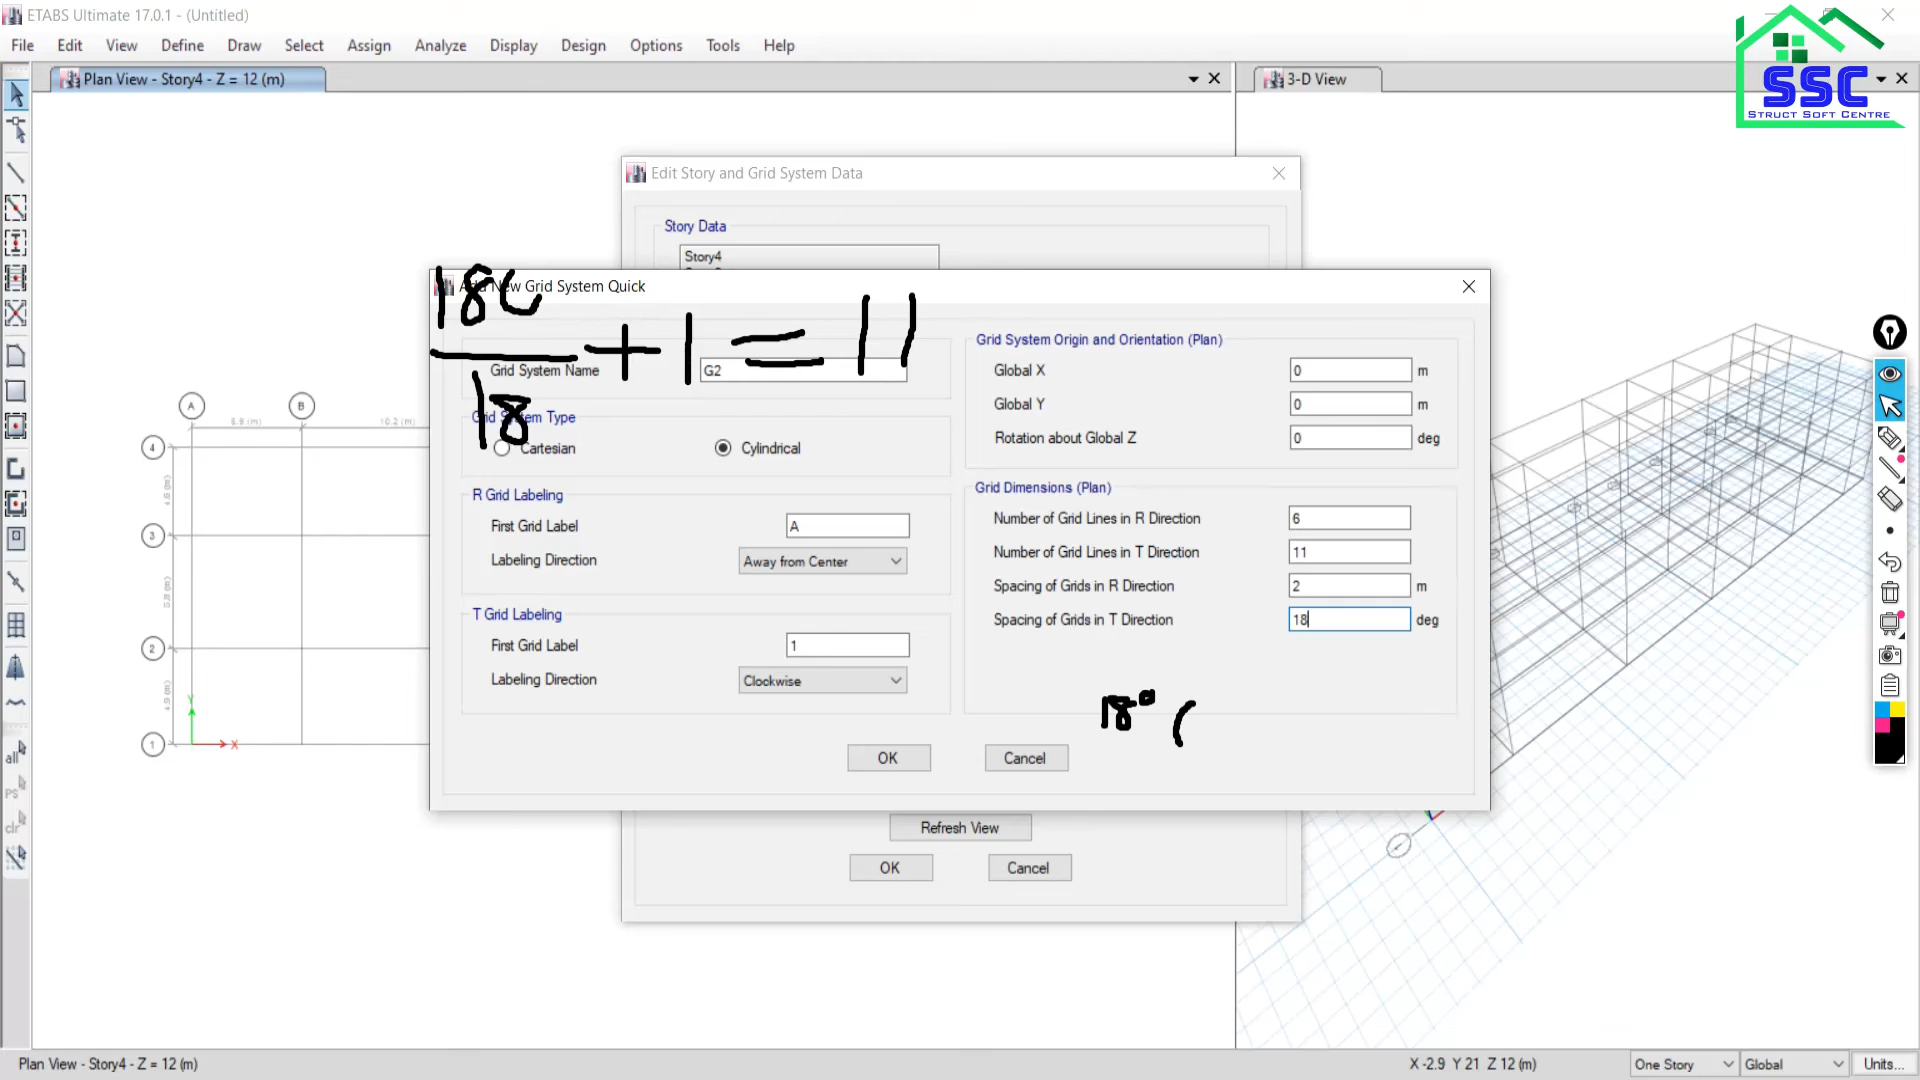 ETABS Ultimate 17.0.1 - (Untitled)
File Edit View Define Draw Select Assign Analyze Display Design Options Tools Help
SSC
STRUCT SOFT CENTRE
Plan View - Story4 - Z = 12 (m)
3-D View
Edit Story and Grid System Data
Story Data
Story4
New Grid System Quick
180
18
+ 1 = 11
Grid System Name
G2
Grid System Type
Cartesian
Cylindrical
R Grid Labeling
First Grid Label
A
Labeling Direction
Away from Center
T Grid Labeling
First Grid Label
1
Labeling Direction
Clockwise
Grid System Origin and Orientation (Plan)
Global X
0
m
Global Y
0
m
Rotation about Global Z
0
deg
Grid Dimensions (Plan)
Number of Grid Lines in R Direction
6
Number of Grid Lines in T Direction
11
Spacing of Grids in R Direction
2
m
Spacing of Grids in T Direction
18
deg
18° (
OK
Cancel
Refresh View
OK
Cancel
A
B
10.2 (m)
4
3
2
1
Y
X
all
PS
clr
Plan View - Story4 - Z = 12 (m)
X -2.9 Y 21 Z 12 (m)
One Story
Global
Units...